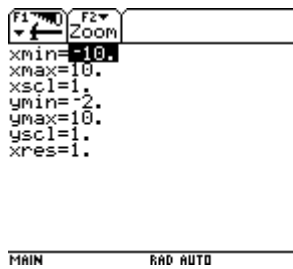 F1 F2
Zoom
xmin=-10.
xmax=10.
xscl=1.
ymin=-2.
ymax=10.
yscl=1.
xres=1.
MAIN RAD AUTO